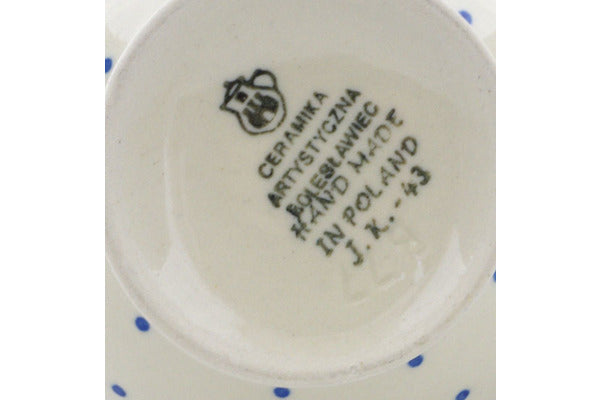 CERAMIKA
ARTYSTYCZNA
BOLESŁAWIEC
HAND MADE
IN POLAND
J.K.-43